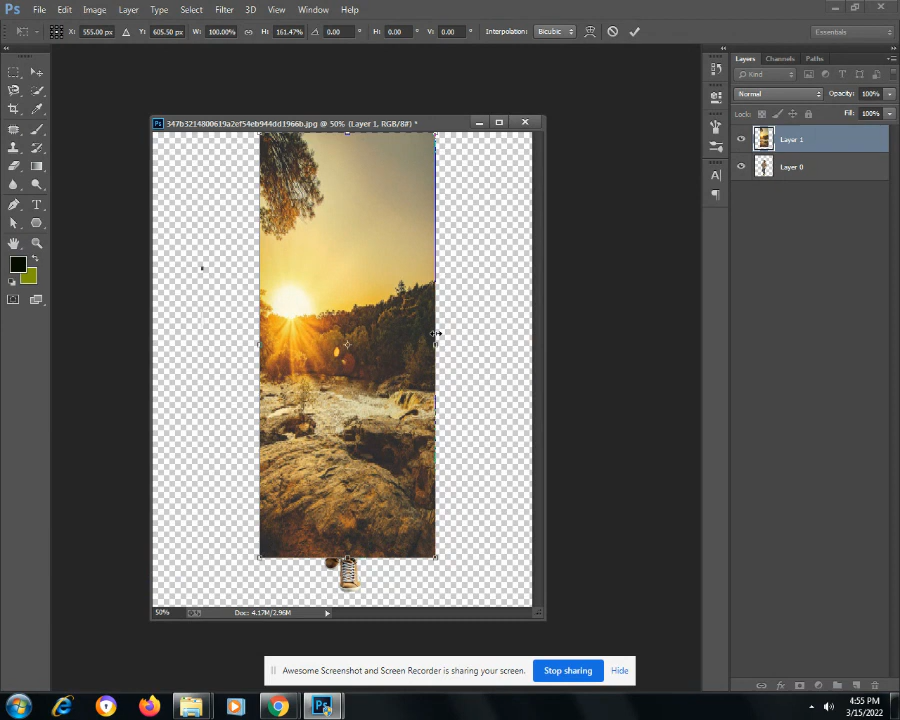 Ps File Edit Image Layer Type Select Filter 3D View Window Help
X: 555.00 px Y: 605.50 px W: 100.00% H: 161.47% 0.00 ° H: 0.00 ° V: 0.00 ° Interpolation: Bicubic Essentials
Ps 347b3214800619a2ef54eb944dd1966b.jpg @ 50% (Layer 1, RGB/8#) *
Layers Channels Paths
Kind
Normal Opacity: 100%
Lock: Fill: 100%
Layer 1
Layer 0
50% Doc: 4.17M/2.96M
Awesome Screenshot and Screen Recorder is sharing your screen. Stop sharing Hide
4:55 PM
3/15/2022